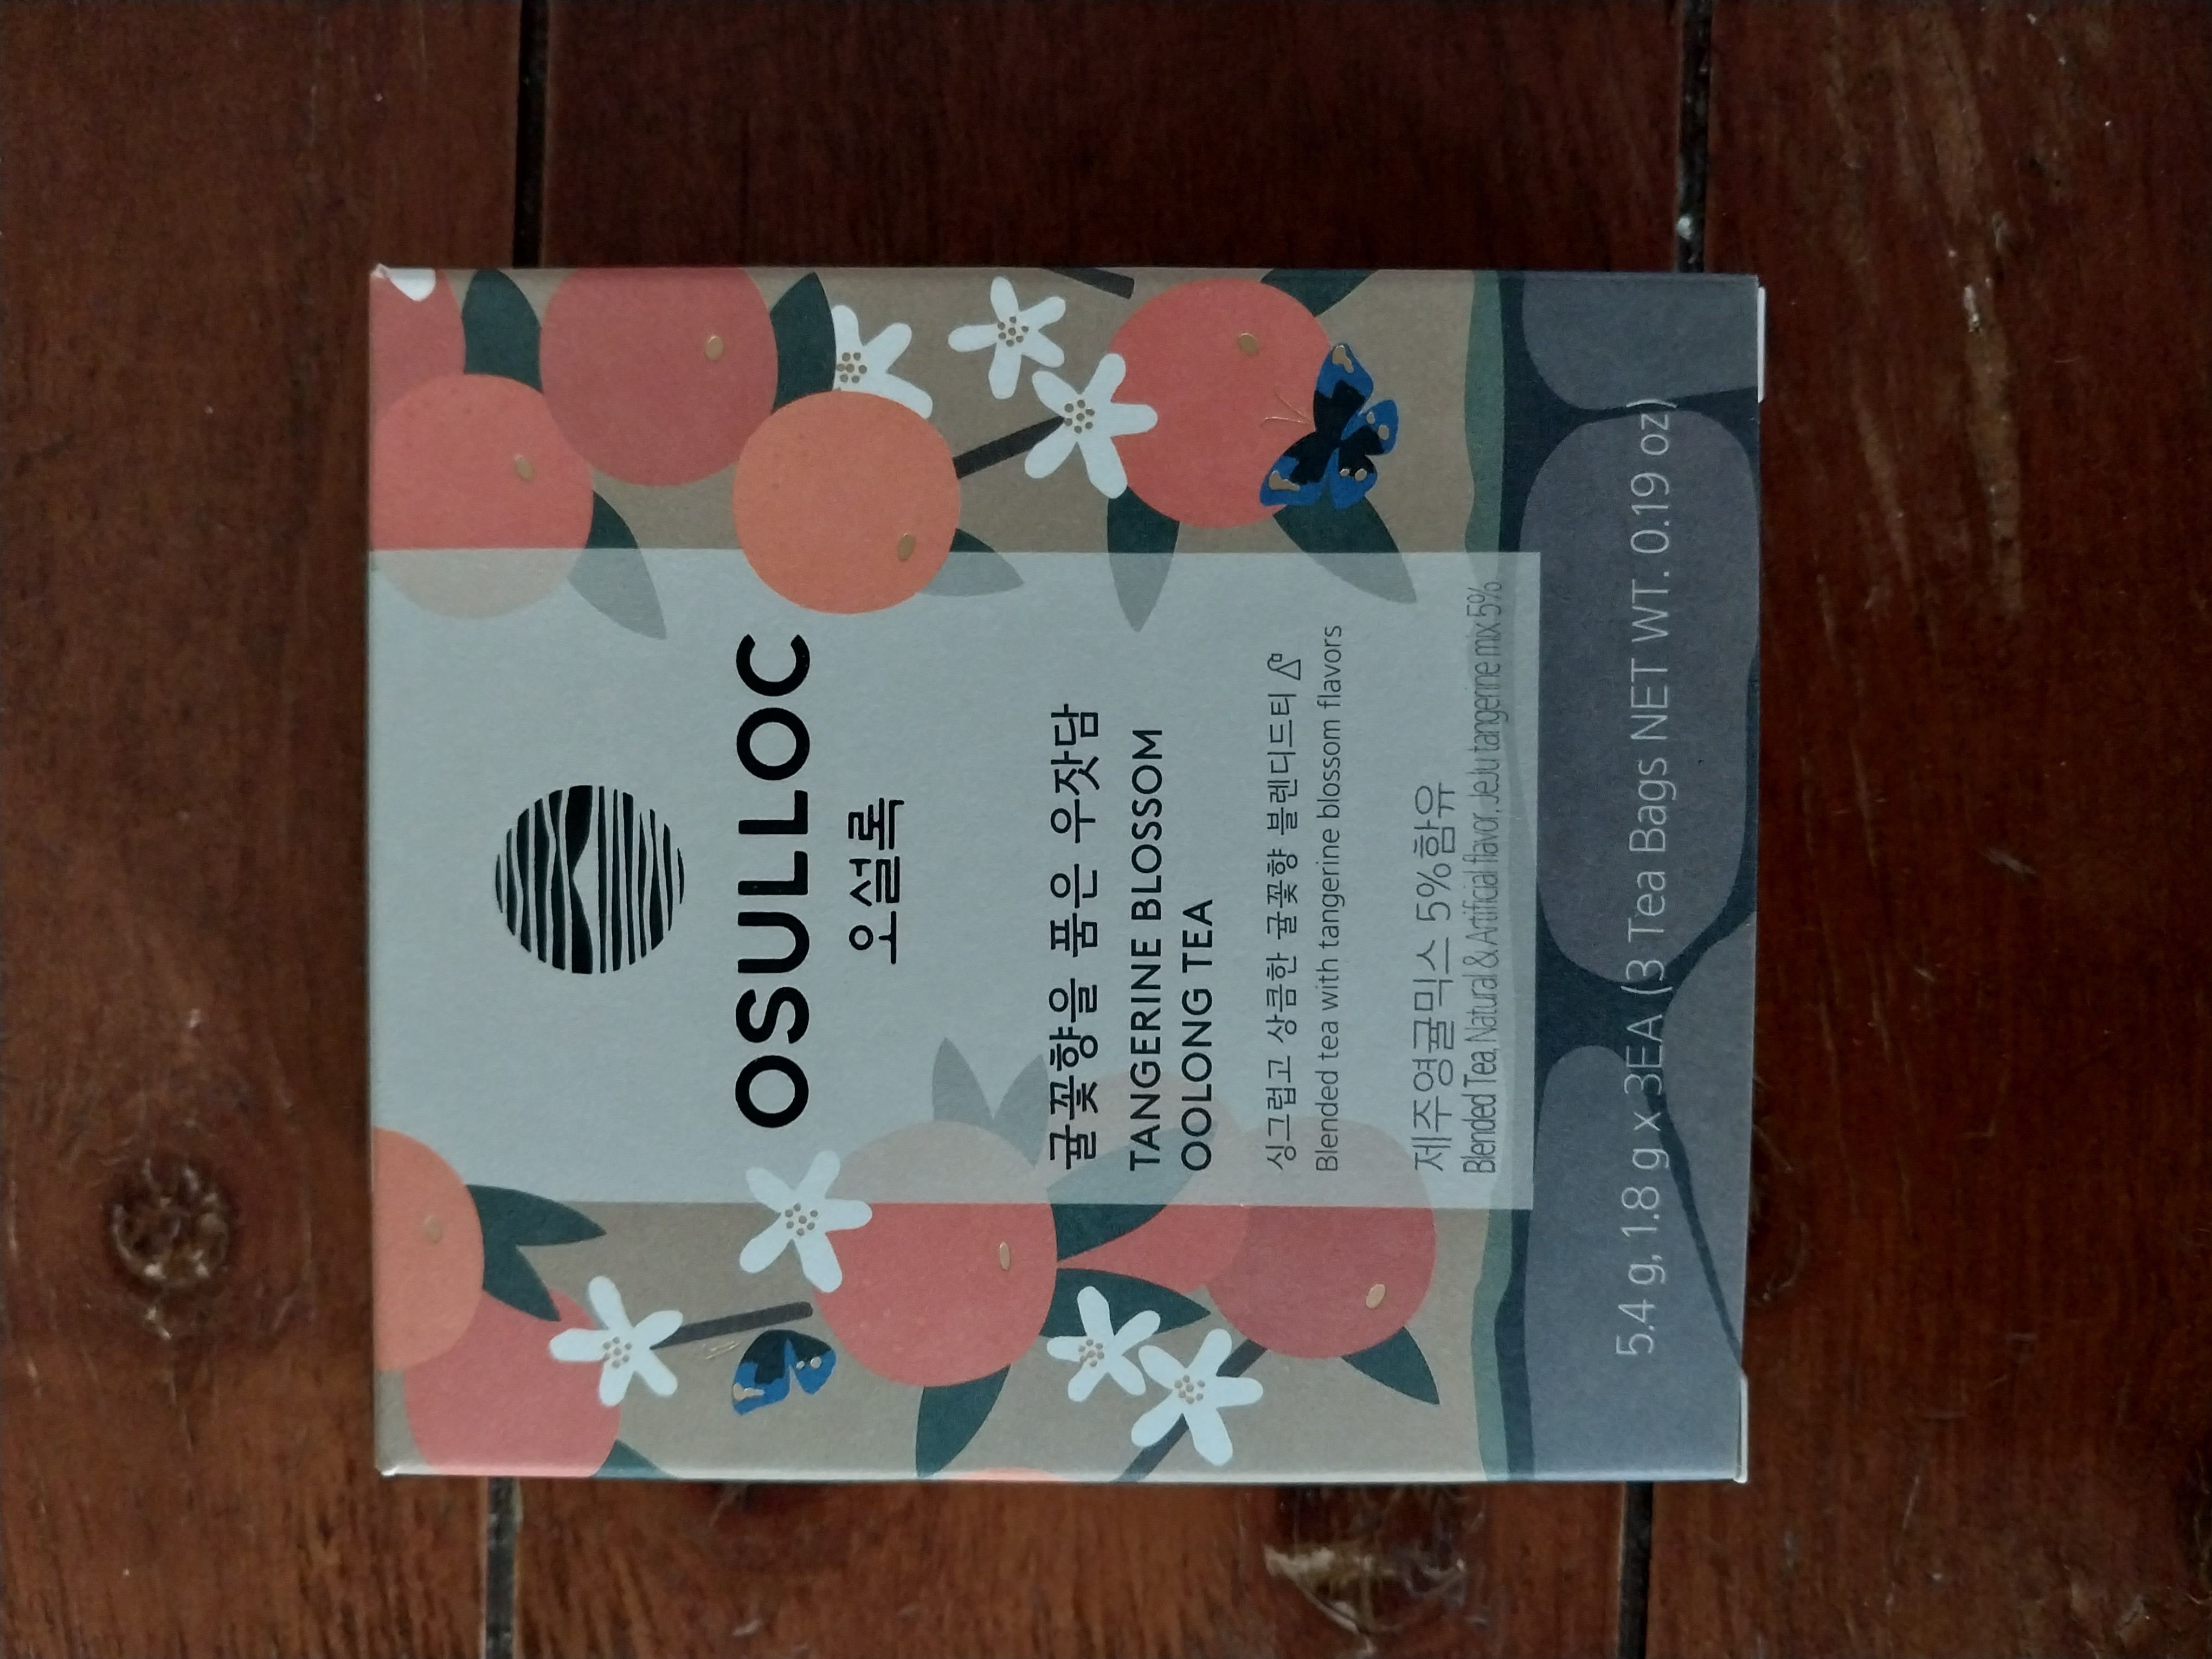 OSULLOC
오설록
귤꽃향을 품은 우잣담
TANGERINE BLOSSOM
OOLONG TEA
싱그럽고 상큼한 귤꽃향 블렌디드티
Blended tea with tangerine blossom flavors
제주영귤믹스 5%함유
Blended Tea, Natural & Artificial flavor, JeJu tangerine mix 5%
5.4 g, 1.8 g x 3EA (3 Tea Bags NET WT. 0.19 oz)